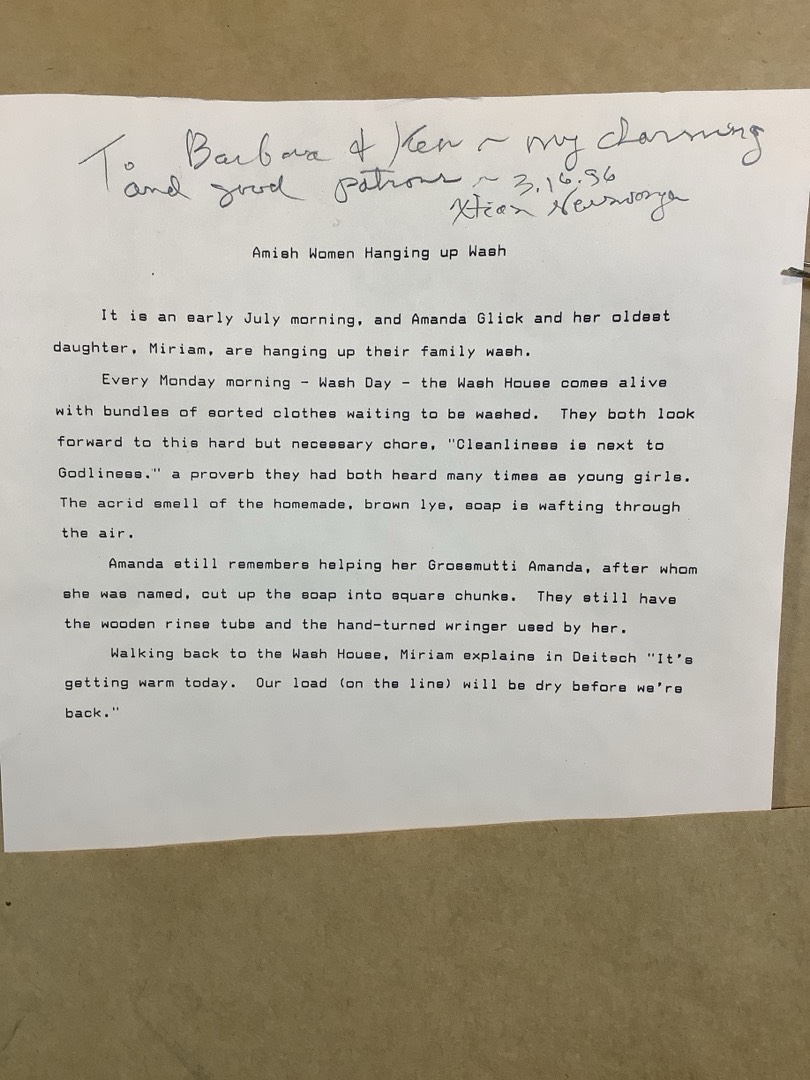 To Barbara & Ken ~ my charming
and good patrons ~ 3.16.96
Xtian Newswanger
Amish Women Hanging up Wash
It is an early July morning, and Amanda Glick and her oldest
daughter, Miriam, are hanging up their family wash.
Every Monday morning - Wash Day - the Wash House comes alive
with bundles of sorted clothes waiting to be washed. They both look
forward to this hard but necessary chore, "Cleanliness is next to
Godliness." a proverb they had both heard many times as young girls.
The acrid smell of the homemade, brown lye, soap is wafting through
the air.
Amanda still remembers helping her Grossmutti Amanda, after whom
she was named, cut up the soap into square chunks. They still have
the wooden rinse tubs and the hand-turned wringer used by her.
Walking back to the Wash House, Miriam explains in Deitsch "It's
getting warm today. Our load (on the line) will be dry before we're
back."